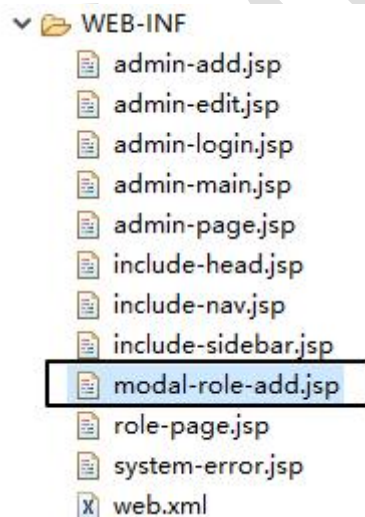 WEB-INF
admin-add.jsp
admin-edit.jsp
admin-login.jsp
admin-main.jsp
admin-page.jsp
include-head.jsp
include-nav.jsp
include-sidebar.jsp
modal-role-add.jsp
role-page.jsp
system-error.jsp
web.xml